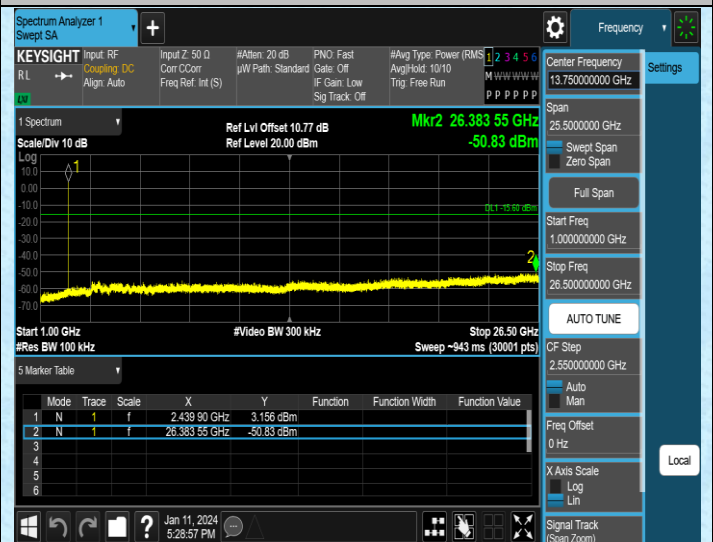 Spectrum Analyzer 1
Swept SA
+
Frequency
KEYSIGHT
RL
LXI
Input: RF
Coupling: DC
Align: Auto
Input Z: 50 Ω
Corr CCorr
Freq Ref: Int (S)
#Atten: 20 dB
µW Path: Standard
PNO: Fast
Gate: Off
IF Gain: Low
Sig Track: Off
#Avg Type: Power (RMS
Avg|Hold: 10/10
Trig: Free Run
1 2 3 4 5 6
M W W W W W
P P P P P P
1 Spectrum
Scale/Div 10 dB
Ref Lvl Offset 10.77 dB
Ref Level 20.00 dBm
Mkr2 26.383 55 GHz
-50.83 dBm
Log
10.0
0.00
-10.0
-20.0
-30.0
-40.0
-50.0
-60.0
-70.0
1
DL1 -15.60 dBm
2
Start 1.00 GHz
#Res BW 100 kHz
#Video BW 300 kHz
Stop 26.50 GHz
Sweep ~943 ms (30001 pts)
5 Marker Table
Mode Trace Scale X Y Function Function Width Function Value
1 N 1 f 2.439 90 GHz 3.156 dBm
2 N 1 f 26.383 55 GHz -50.83 dBm
3
4
5
6
Jan 11, 2024
5:28:57 PM
?
Center Frequency
13.750000000 GHz
Settings
Span
25.5000000 GHz
Swept Span
Zero Span
Full Span
Start Freq
1.000000000 GHz
Stop Freq
26.500000000 GHz
AUTO TUNE
CF Step
2.550000000 GHz
Auto
Man
Freq Offset
0 Hz
Local
X Axis Scale
Log
Lin
Signal Track
(Span Zoom)